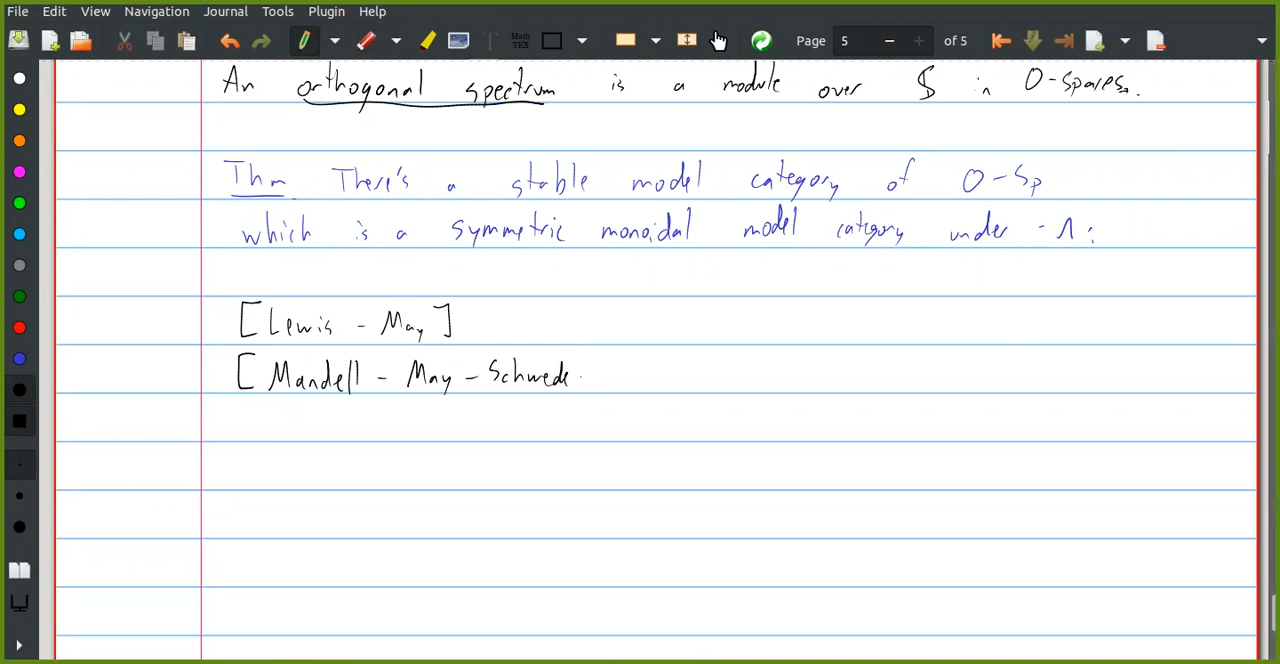 File Edit View Navigation Journal Tools Plugin Help
Math TEX Page 5 of 5
An orthogonal spectrum is a module over $ in O-spaces*.
Thm There's a stable model category of O-Sp
which is a symmetric monoidal model category under -Λ:
[Lewis - May]
[Mandell - May - Schwede